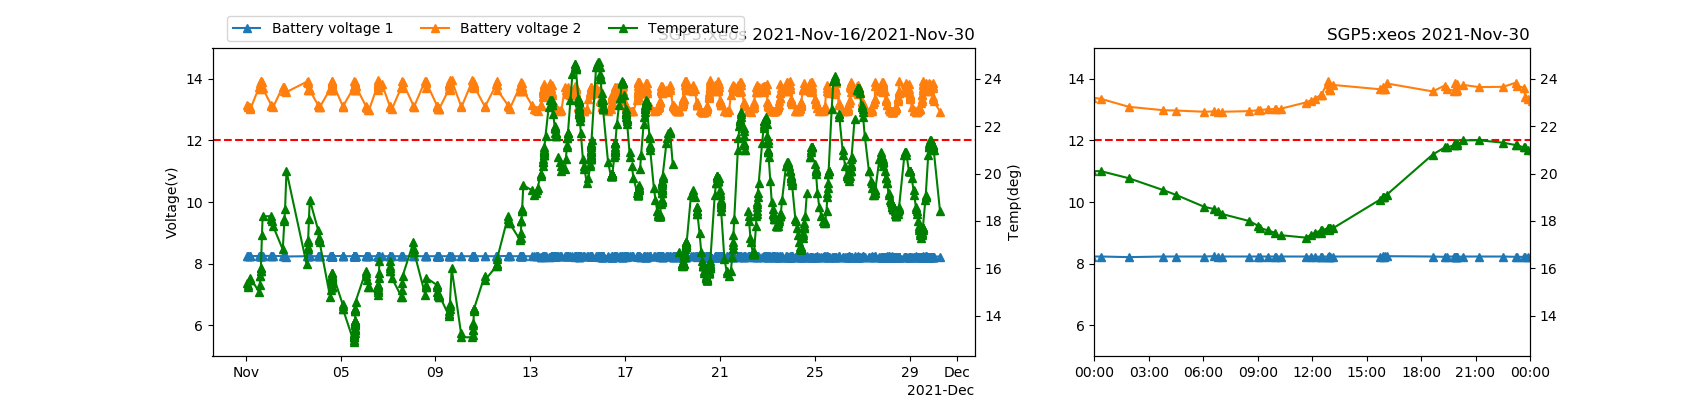 Battery voltage 1 Battery voltage 2 Temperature
SGP5:xeos 2021-Nov-16/2021-Nov-30
SGP5:xeos 2021-Nov-30
Voltage(v)
14
12
10
8
6
24
22
20
18
16
14
Temp(deg)
Nov 05 09 13 17 21 25 29 Dec
2021-Dec
14
12
10
8
6
24
22
20
18
16
14
00:00 03:00 06:00 09:00 12:00 15:00 18:00 21:00 00:00